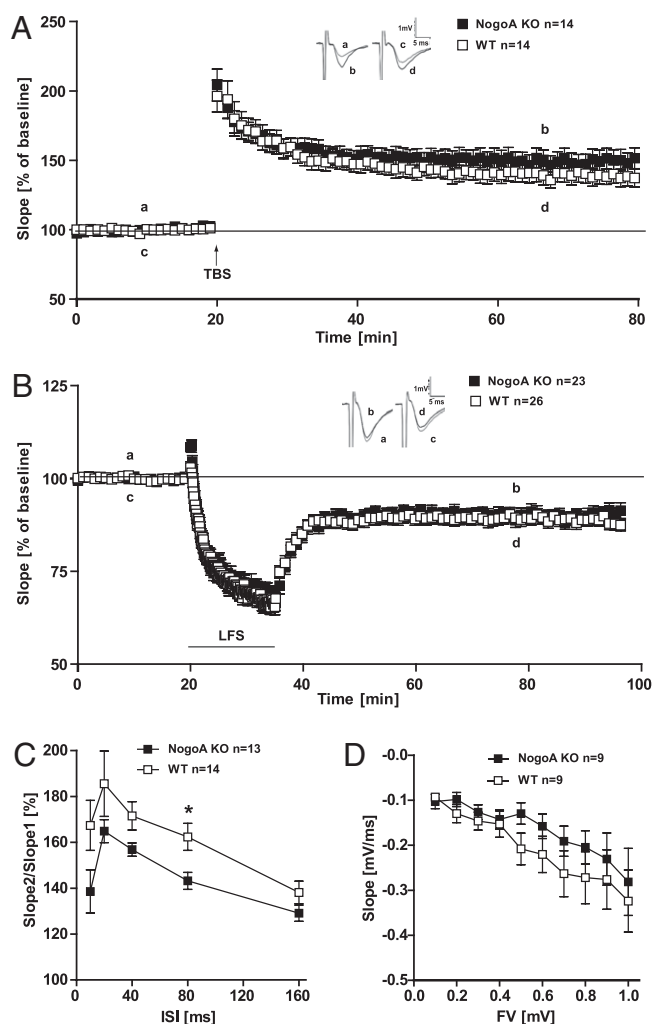 A
NogoA KO n=14
WT n=14
1mV
5 ms
a
b
c
d
Slope [% of baseline]
250
200
150
100
50
a
c
b
d
TBS
0
20
40
60
80
Time [min]
B
NogoA KO n=23
WT n=26
1mV
5 ms
b
a
d
c
Slope [% of baseline]
125
100
75
50
a
c
b
d
LFS
0
20
40
60
80
100
Time [min]
C
NogoA KO n=13
WT n=14
Slope2/Slope1 [%]
200
180
160
140
120
100
*
0
40
80
120
160
ISI [ms]
D
NogoA KO n=9
WT n=9
Slope [mV/ms]
-0.0
-0.1
-0.2
-0.3
-0.4
-0.5
0.2
0.4
0.6
0.8
1.0
FV [mV]